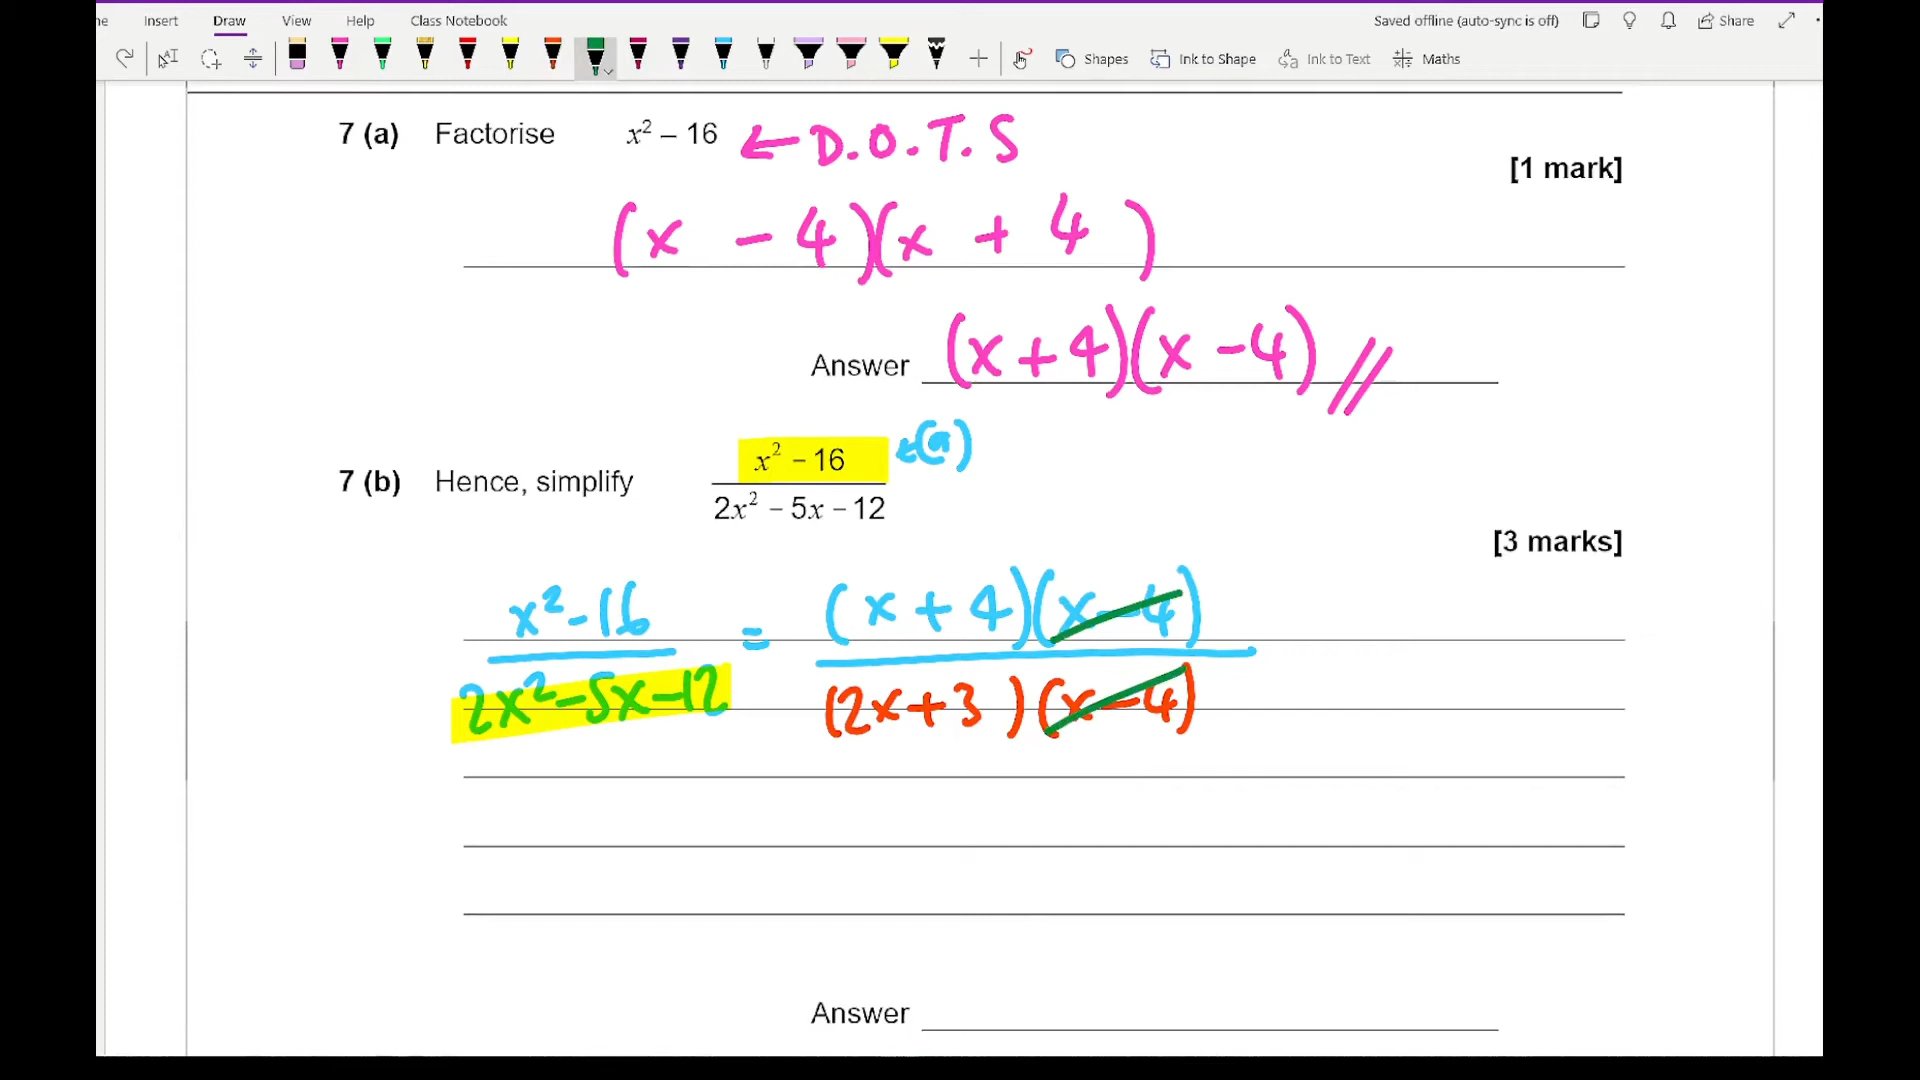 ne Insert Draw View Help Class Notebook Saved offline (auto-sync is off) Share
Shapes Ink to Shape Ink to Text Maths
7 (a) Factorise x² – 16 ← D.O.T.S
[1 mark]
(x - 4)(x + 4)
Answer (x+4)(x-4)//
x² – 16 ←(a)
7 (b) Hence, simplify
2x² – 5x – 12
[3 marks]
x²-16 = (x+4)(x-4)
2x²-5x-12 (2x+3)(x-4)
Answer